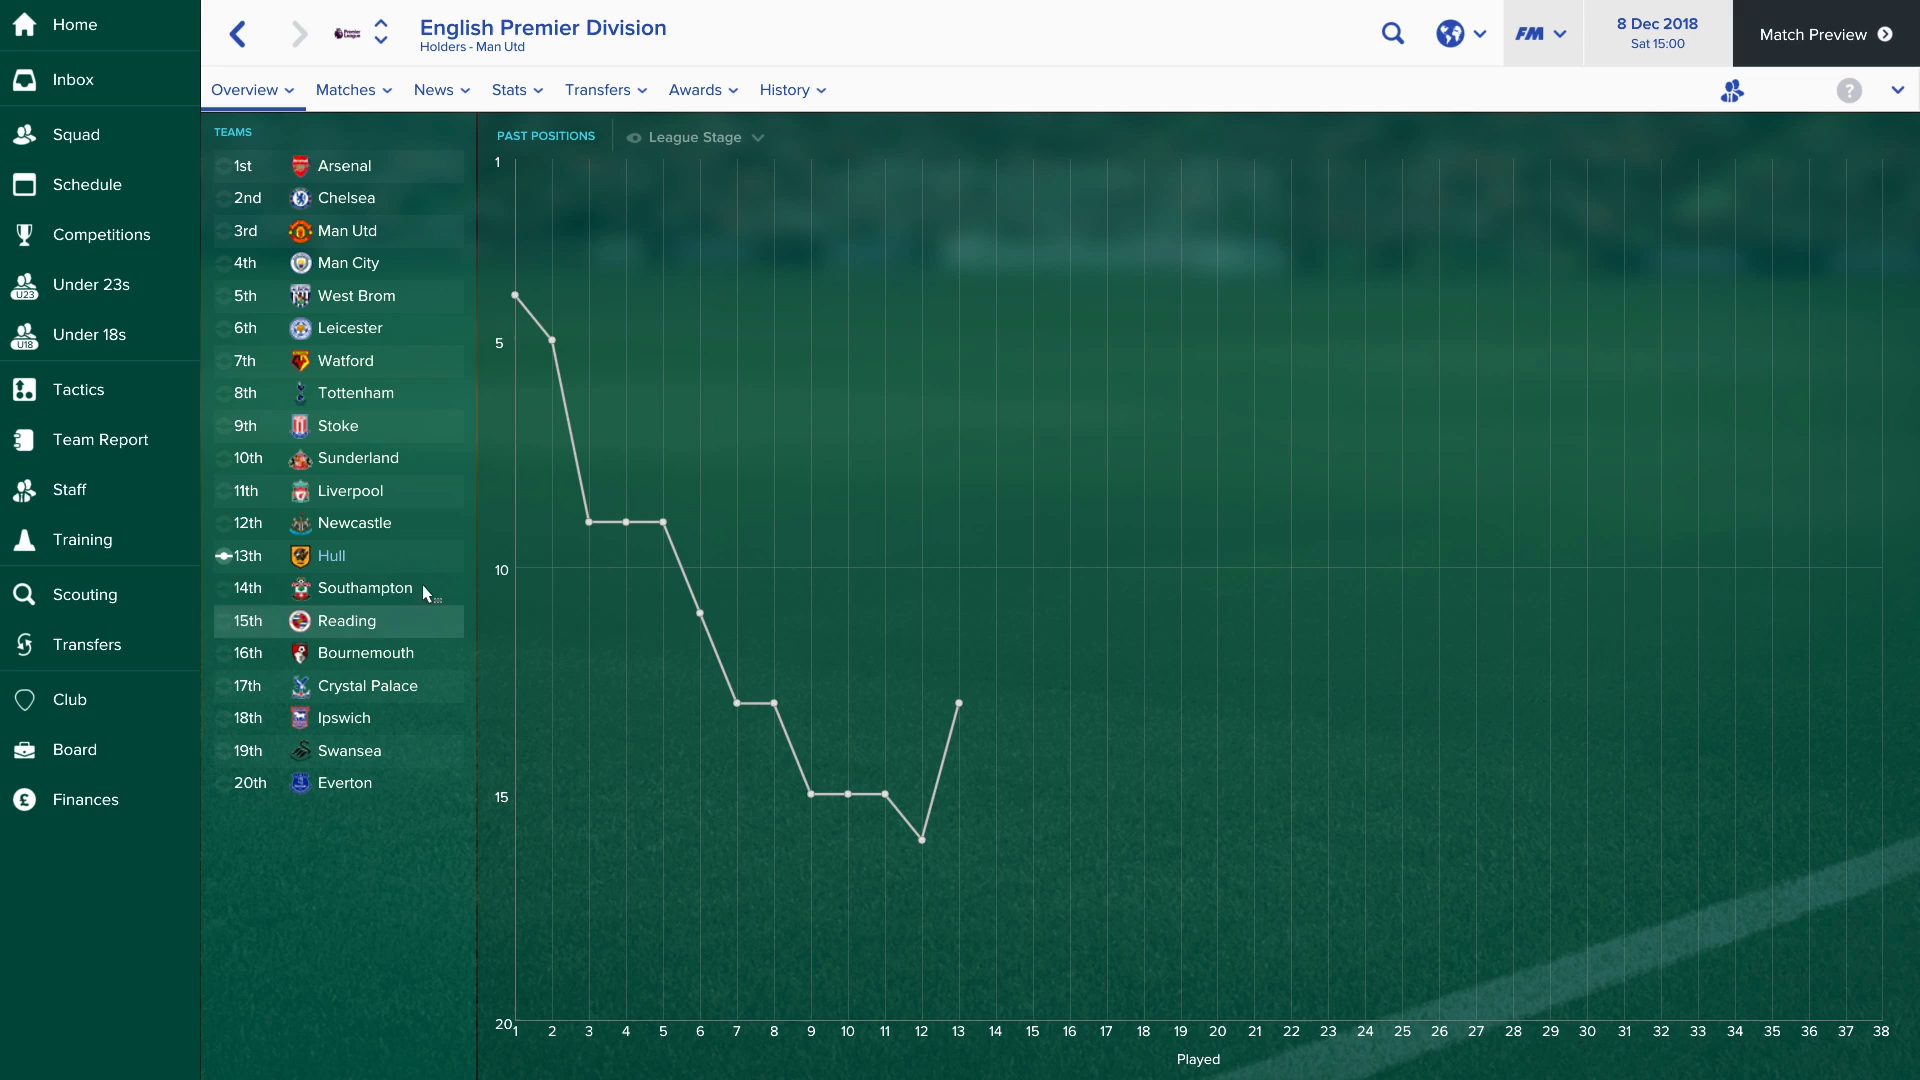 Home
Inbox
Squad
Schedule
Competitions
U23
Under 23s
U18
Under 18s
Tactics
Team Report
Staff
Training
Scouting
Transfers
Club
Board
Finances
Premier League
English Premier Division
Holders - Man Utd
FM
8 Dec 2018
Sat 15:00
Match Preview
Overview Matches News Stats Transfers Awards History
?
TEAMS
1st Arsenal
2nd Chelsea
3rd Man Utd
4th Man City
5th West Brom
6th Leicester
7th Watford
8th Tottenham
9th Stoke
10th Sunderland
11th Liverpool
12th Newcastle
13th Hull
14th Southampton
15th Reading
16th Bournemouth
17th Crystal Palace
18th Ipswich
19th Swansea
20th Everton
PAST POSITIONS League Stage
1
5
10
15
20
1 2 3 4 5 6 7 8 9 10 11 12 13 14 15 16 17 18 19 20 21 22 23 24 25 26 27 28 29 30 31 32 33 34 35 36 37 38
Played